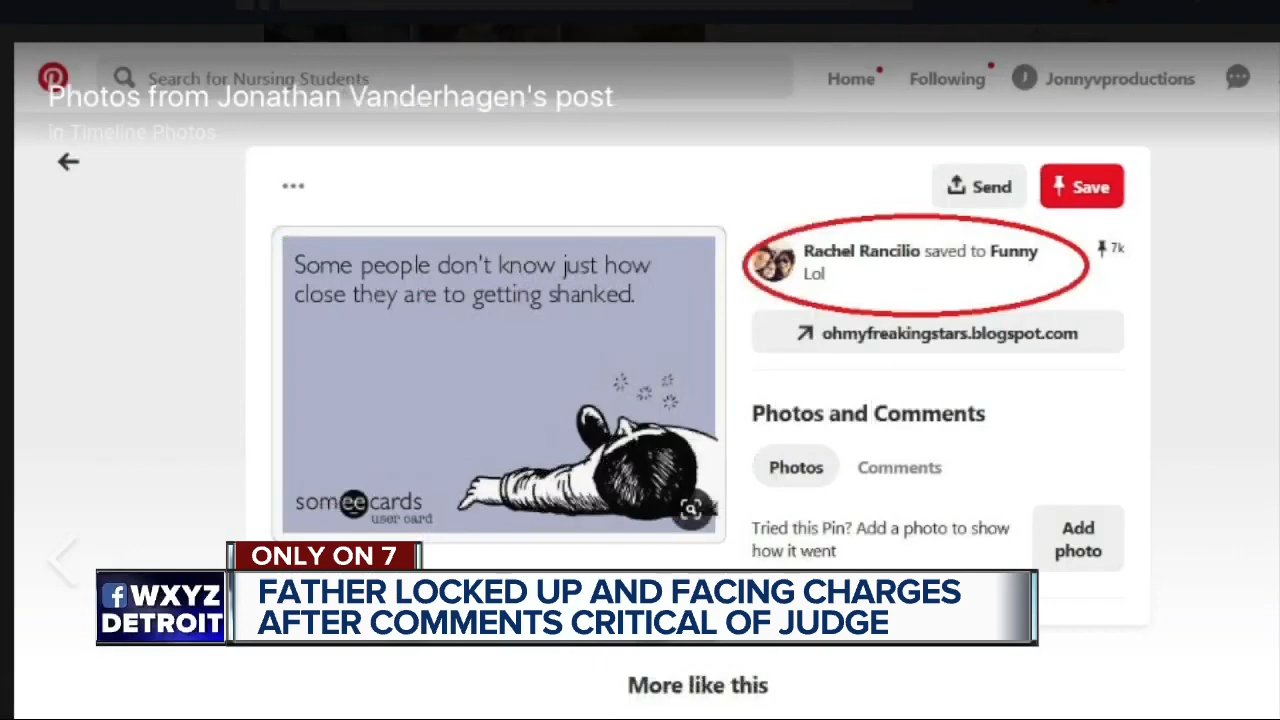 Search for Nursing Students
Home
Following
J
Jonnyvproductions
Photos from Jonathan Vanderhagen's post
in Timeline Photos
Send
Save
Some people don't know just how
close they are to getting shanked.
someecards
user card
Rachel Rancilio saved to Funny
Lol
7k
ohmyfreakingstars.blogspot.com
Photos and Comments
Photos
Comments
Tried this Pin? Add a photo to show
how it went
Add
photo
ONLY ON 7
f WXYZ
DETROIT
FATHER LOCKED UP AND FACING CHARGES
AFTER COMMENTS CRITICAL OF JUDGE
More like this